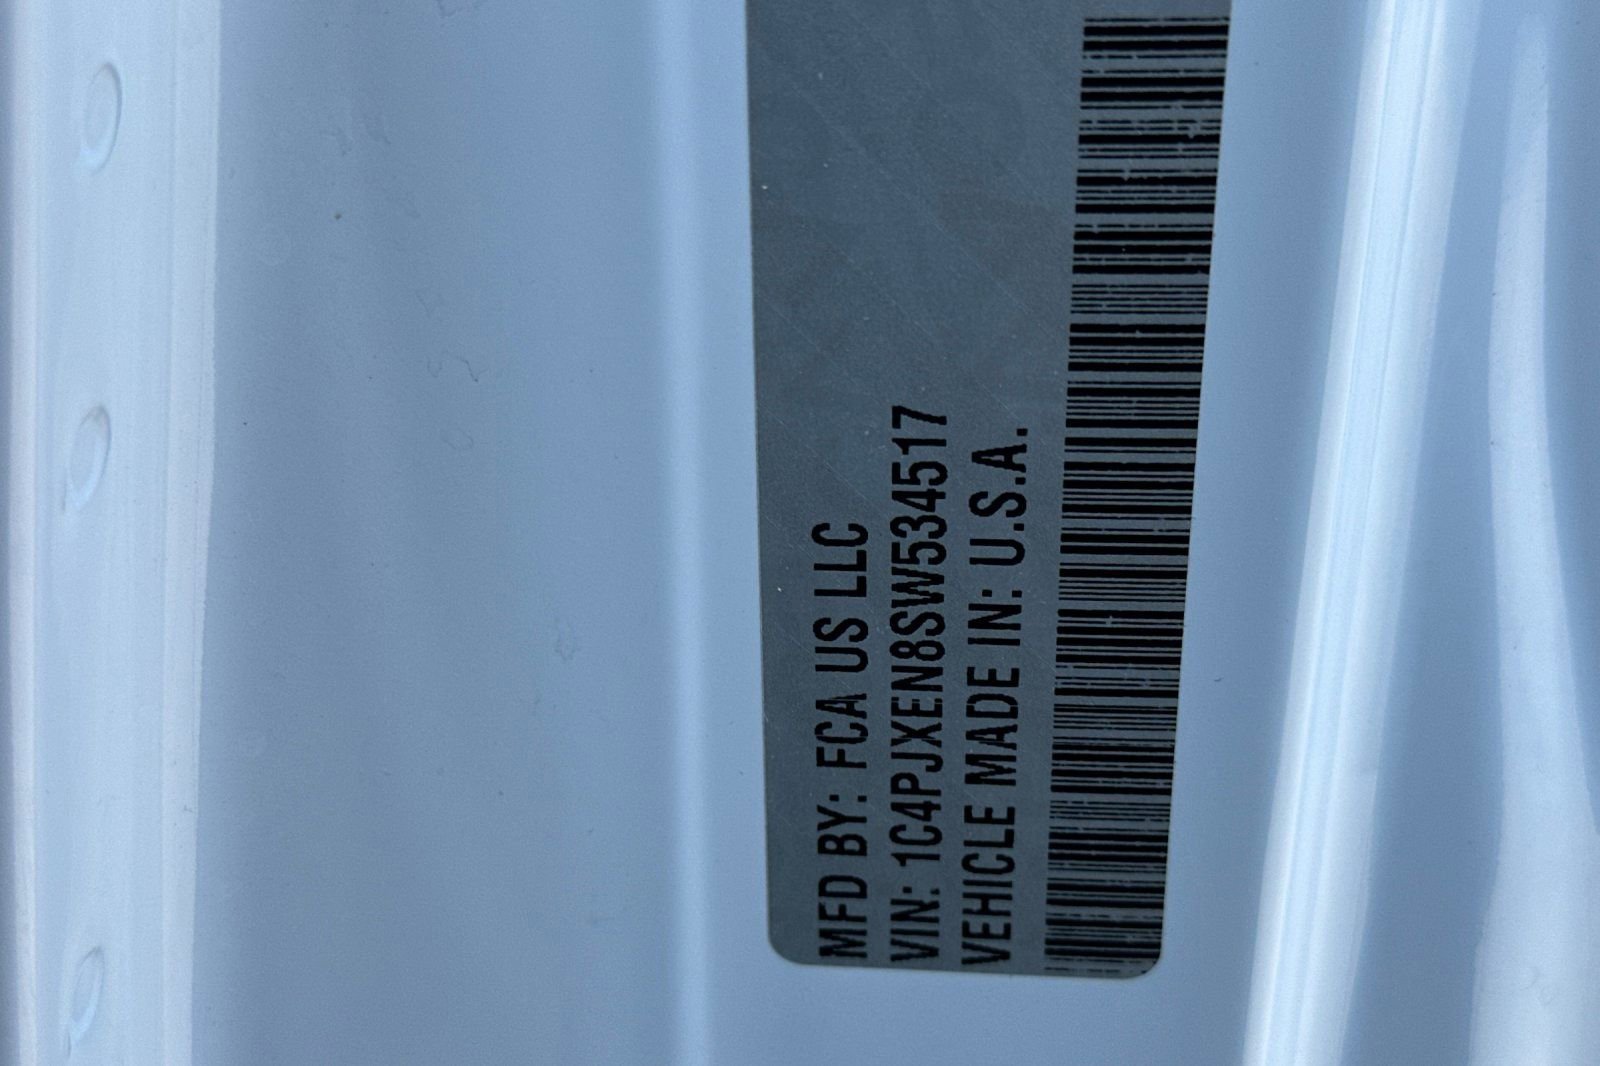 MFD BY: FCA US LLC
VIN: 1C4PJXEN8SW534517
VEHICLE MADE IN: U.S.A.